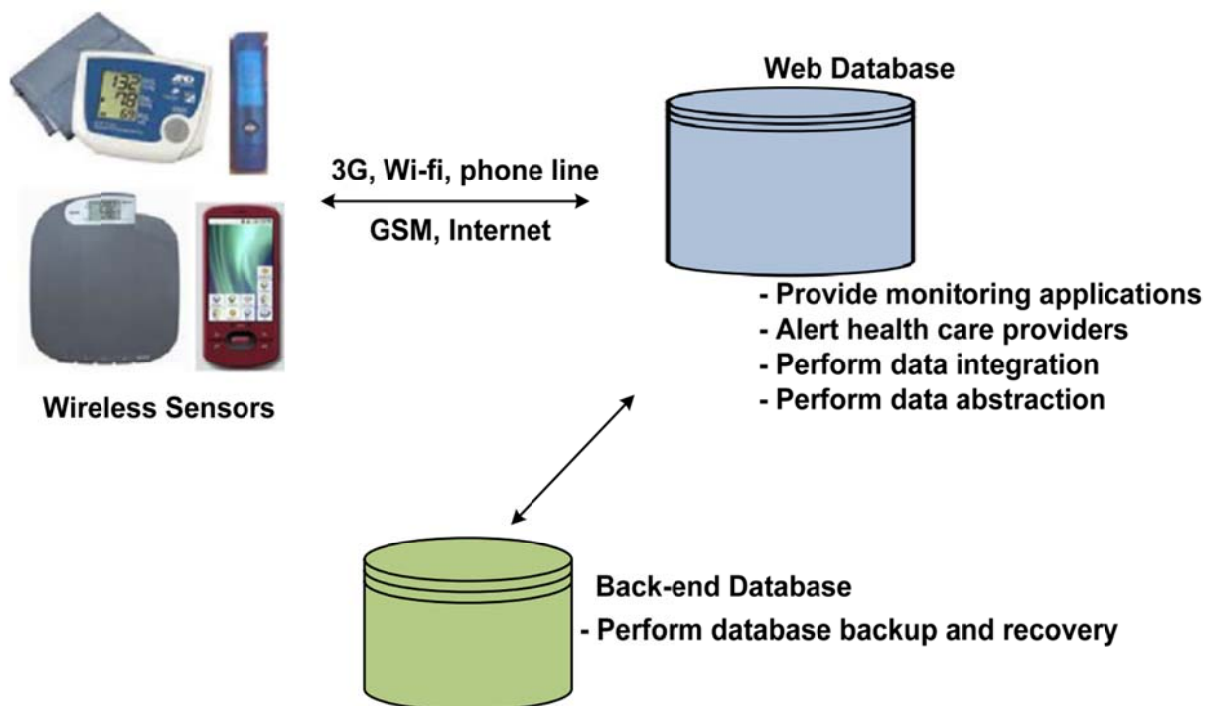 Web Database
AND
3G, Wi-fi, phone line
GSM, Internet
- Provide monitoring applications
- Alert health care providers
- Perform data integration
- Perform data abstraction
Wireless Sensors
Back-end Database
- Perform database backup and recovery